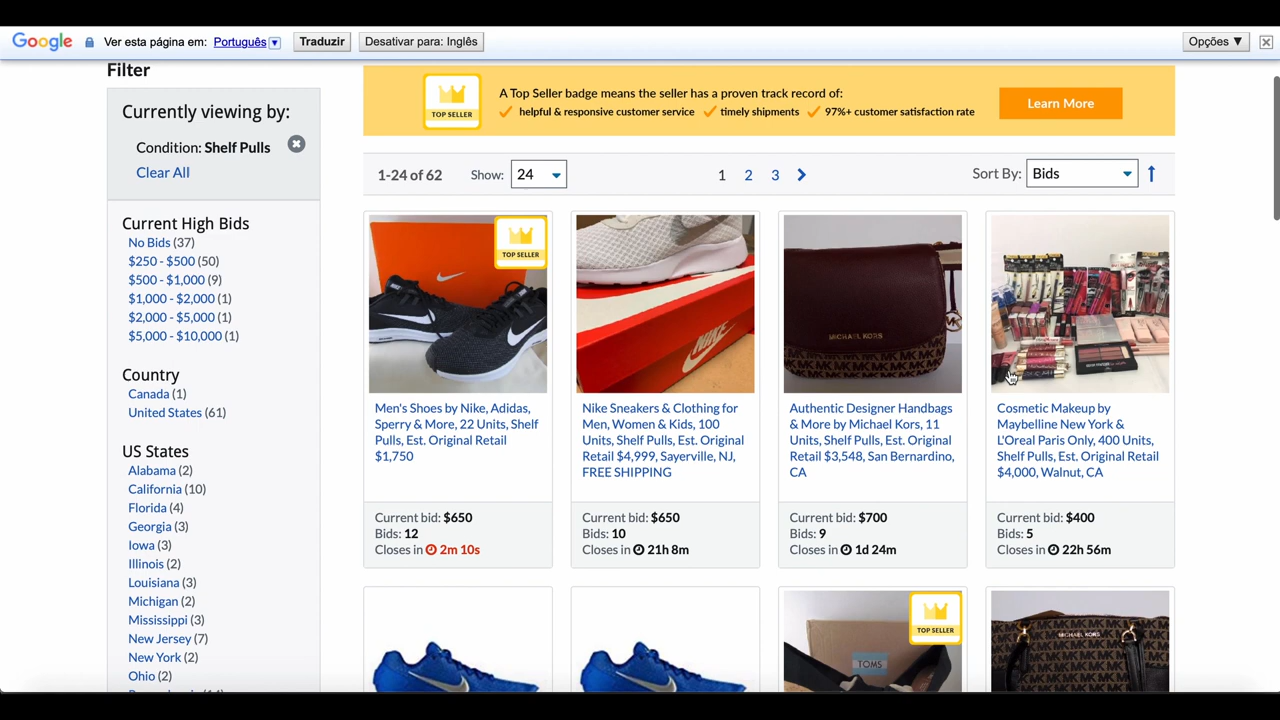 Google Ver esta página em: Português Traduzir Desativar para: Inglês Opções ▼
Filter
Currently viewing by:
Condition: Shelf Pulls
Clear All
Current High Bids
No Bids (37)
$250 - $500 (50)
$500 - $1,000 (9)
$1,000 - $2,000 (1)
$2,000 - $5,000 (1)
$5,000 - $10,000 (1)
Country
Canada (1)
United States (61)
US States
Alabama (2)
California (10)
Florida (4)
Georgia (3)
Iowa (3)
Illinois (2)
Louisiana (3)
Michigan (2)
Mississippi (3)
New Jersey (7)
New York (2)
Ohio (2)
TOP SELLER
A Top Seller badge means the seller has a proven track record of:
helpful & responsive customer service timely shipments 97%+ customer satisfaction rate
Learn More
1-24 of 62 Show: 24 1 2 3 Sort By: Bids
TOP SELLER
Men's Shoes by Nike, Adidas,
Sperry & More, 22 Units, Shelf
Pulls, Est. Original Retail
$1,750
Current bid: $650
Bids: 12
Closes in 2m 10s
NIKE
Nike Sneakers & Clothing for
Men, Women & Kids, 100
Units, Shelf Pulls, Est. Original
Retail $4,999, Sayerville, NJ,
FREE SHIPPING
Current bid: $650
Bids: 10
Closes in 21h 8m
MICHAEL KORS
Authentic Designer Handbags
& More by Michael Kors, 11
Units, Shelf Pulls, Est. Original
Retail $3,548, San Bernardino,
CA
Current bid: $700
Bids: 9
Closes in 1d 24m
Cosmetic Makeup by
Maybelline New York &
L'Oreal Paris Only, 400 Units,
Shelf Pulls, Est. Original Retail
$4,000, Walnut, CA
Current bid: $400
Bids: 5
Closes in 22h 56m
TOP SELLER
TOMS
MICHAEL KORS